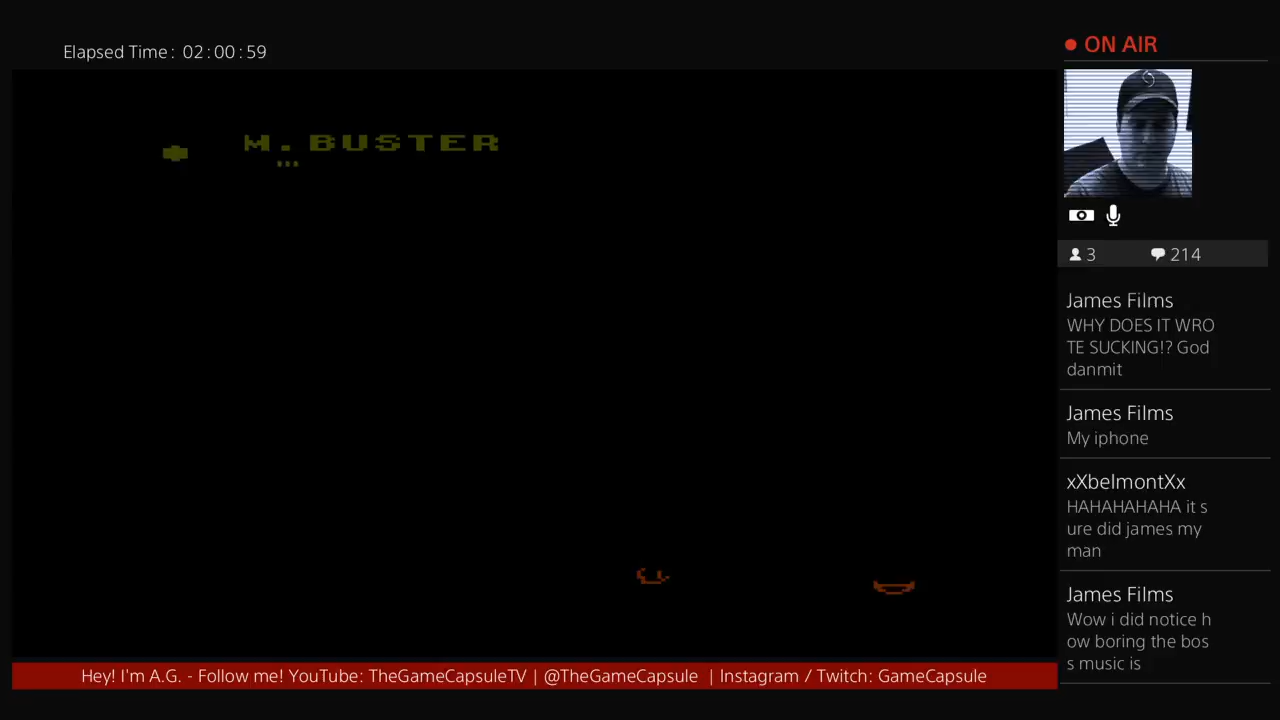 Elapsed Time: 02:00:59
ON AIR
M.BUSTER
3 214
James Films
WHY DOES IT WRO
TE SUCKING!? God
danmit
James Films
My iphone
xXbelmontXx
HAHAHAHAHA it s
ure did james my
man
James Films
Wow i did notice h
ow boring the bos
s music is
Hey! I'm A.G. - Follow me! YouTube: TheGameCapsuleTV | @TheGameCapsule | Instagram / Twitch: GameCapsule